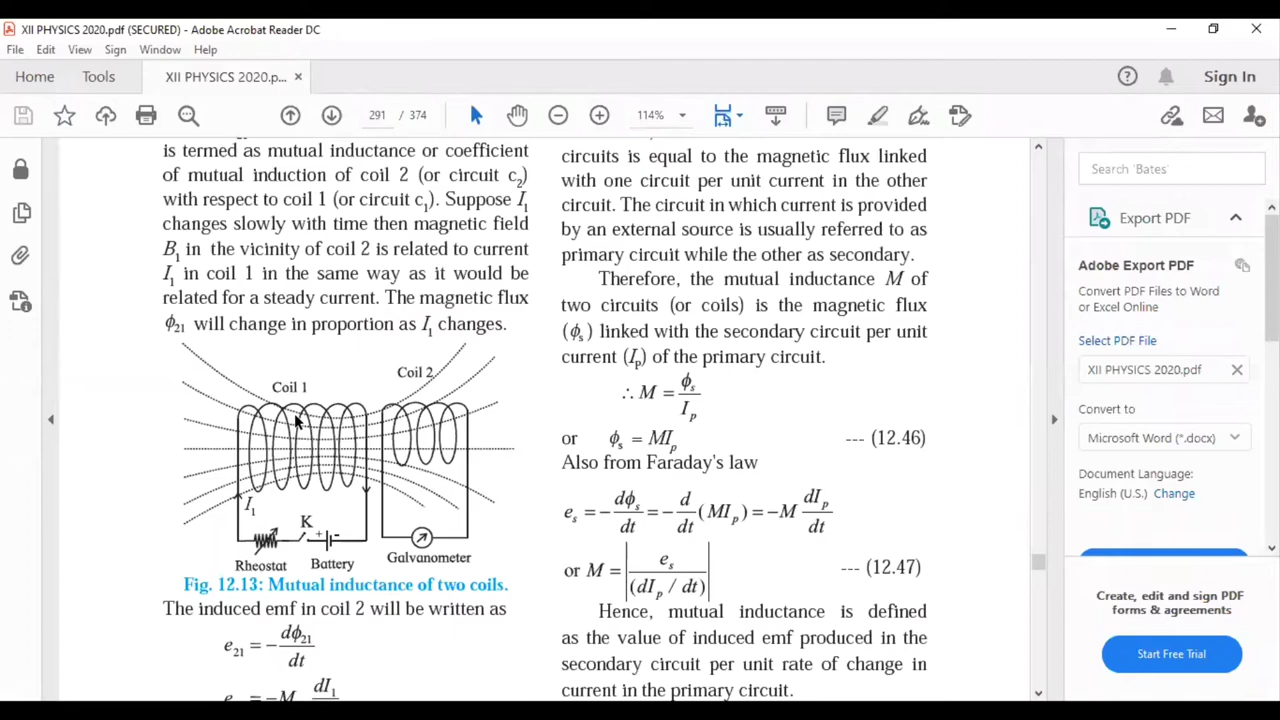 XII PHYSICS 2020.pdf (SECURED) - Adobe Acrobat Reader DC
File Edit View Sign Window Help
Home Tools XII PHYSICS 2020.p... × Sign In
291 / 374 114%
is termed as mutual inductance or coefficient
of mutual induction of coil 2 (or circuit c₂)
with respect to coil 1 (or circuit c₁). Suppose I₁
changes slowly with time then magnetic field
B₁ in the vicinity of coil 2 is related to current
I₁ in coil 1 in the same way as it would be
related for a steady current. The magnetic flux
ϕ₂₁ will change in proportion as I₁ changes.
Coil 1
Coil 2
I₁
K
+ -
Rheostat
Battery
Galvanometer
Fig. 12.13: Mutual inductance of two coils.
The induced emf in coil 2 will be written as
e₂₁ = - dϕ₂₁ / dt
dI₁
circuits is equal to the magnetic flux linked
with one circuit per unit current in the other
circuit. The circuit in which current is provided
by an external source is usually referred to as
primary circuit while the other as secondary.
Therefore, the mutual inductance M of
two circuits (or coils) is the magnetic flux
(ϕₛ) linked with the secondary circuit per unit
current (Iₚ) of the primary circuit.
∴ M = ϕₛ / Iₚ
or ϕₛ = MIₚ --- (12.46)
Also from Faraday's law
eₛ = - dϕₛ / dt = - d / dt (MIₚ) = -M dIₚ / dt
or M = | eₛ / (dIₚ / dt) | --- (12.47)
Hence, mutual inductance is defined
as the value of induced emf produced in the
secondary circuit per unit rate of change in
current in the primary circuit.
Search 'Bates'
Export PDF
Adobe Export PDF
Convert PDF Files to Word
or Excel Online
Select PDF File
XII PHYSICS 2020.pdf ×
Convert to
Microsoft Word (*.docx)
Document Language:
English (U.S.) Change
Create, edit and sign PDF
forms & agreements
Start Free Trial